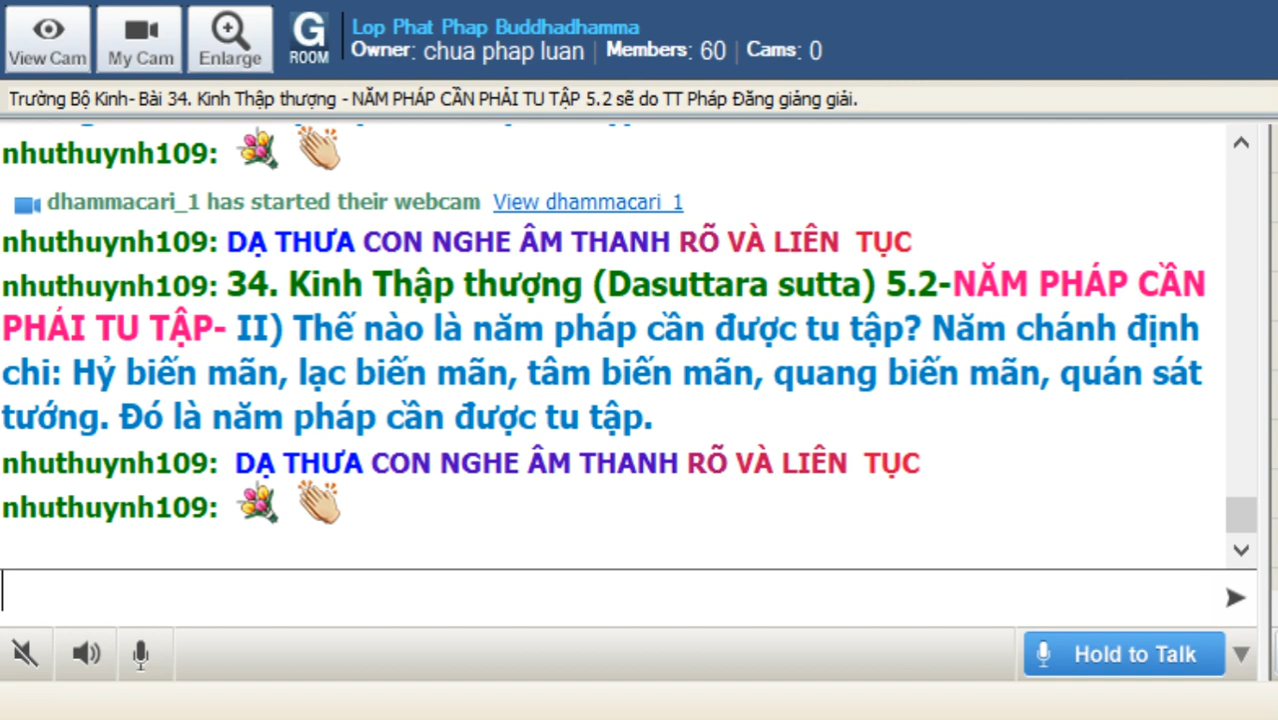 View Cam
My Cam
Enlarge
G ROOM
Lop Phat Phap Buddhadhamma
Owner: chua phap luan | Members: 60 | Cams: 0
Trường Bộ Kinh- Bài 34. Kinh Thập thượng - NĂM PHÁP CẦN PHẢI TU TẬP 5.2 sẽ do TT Pháp Đăng giảng giải.
nhuthuynh109:
dhammacari_1 has started their webcam View dhammacari_1
nhuthuynh109: DẠ THƯA CON NGHE ÂM THANH RÕ VÀ LIÊN TỤC
nhuthuynh109: 34. Kinh Thập thượng (Dasuttara sutta) 5.2-NĂM PHÁP CẦN
PHẢI TU TẬP- II) Thế nào là năm pháp cần được tu tập? Năm chánh định
chi: Hỷ biến mãn, lạc biến mãn, tâm biến mãn, quang biến mãn, quán sát
tướng. Đó là năm pháp cần được tu tập.
nhuthuynh109: DẠ THƯA CON NGHE ÂM THANH RÕ VÀ LIÊN TỤC
nhuthuynh109:
Hold to Talk